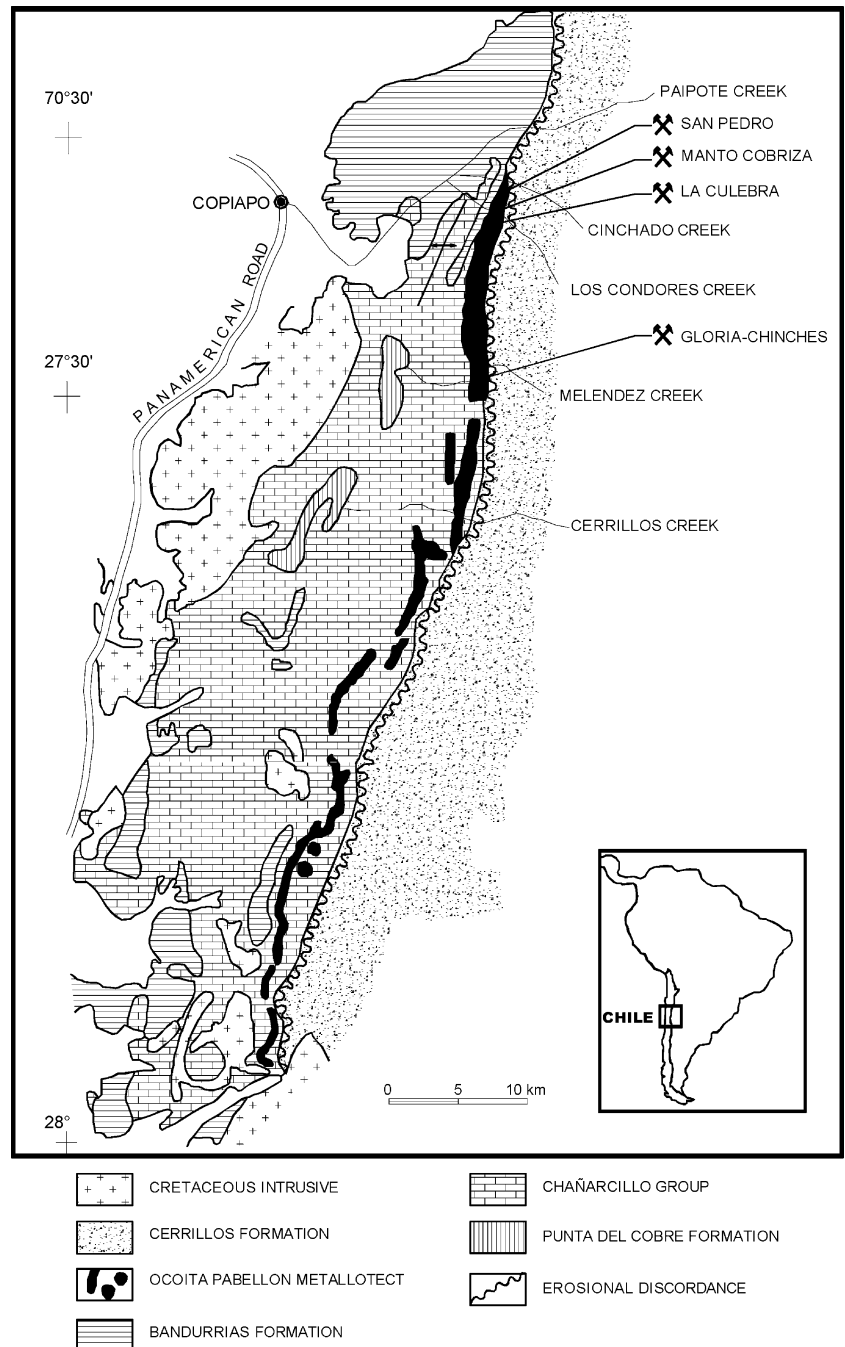 70°30'
PAIPOTE CREEK
SAN PEDRO
MANTO COBRIZA
LA CULEBRA
COPIAPO
CINCHADO CREEK
PANAMERICAN ROAD
LOS CONDORES CREEK
GLORIA-CHINCHES
27°30'
MELENDEZ CREEK
CERRILLOS CREEK
CHILE
0 5 10 km
28°
CRETACEOUS INTRUSIVE
CERRILLOS FORMATION
OCOITA PABELLON METALLOTECT
BANDURRIAS FORMATION
CHAÑARCILLO GROUP
PUNTA DEL COBRE FORMATION
EROSIONAL DISCORDANCE